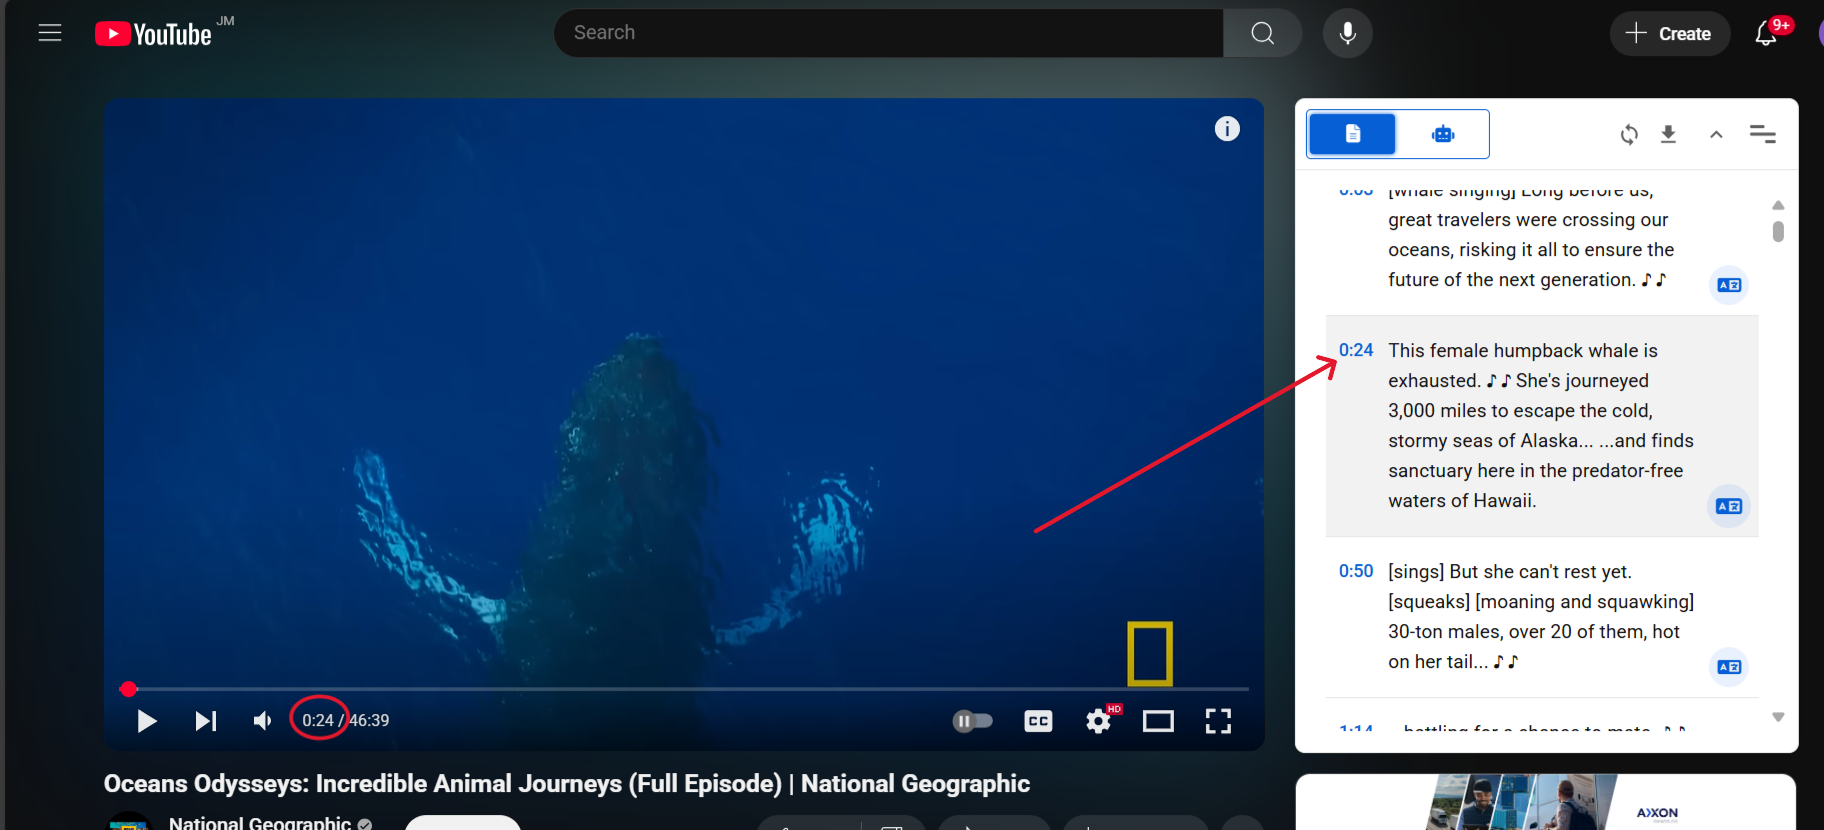 YouTube JM
Search
Create
9+
[whale singing] Long before us,
great travelers were crossing our
oceans, risking it all to ensure the
future of the next generation. ♪ ♪
0:24 This female humpback whale is
exhausted. ♪ ♪ She's journeyed
3,000 miles to escape the cold,
stormy seas of Alaska... ...and finds
sanctuary here in the predator-free
waters of Hawaii.
0:50 [sings] But she can't rest yet.
[squeaks] [moaning and squawking]
30-ton males, over 20 of them, hot
on her tail... ♪ ♪
1:14 battling for a chance to mate. ♪ ♪
0:24 / 46:39
CC
HD
Oceans Odysseys: Incredible Animal Journeys (Full Episode) | National Geographic
National Geographic
AXXON